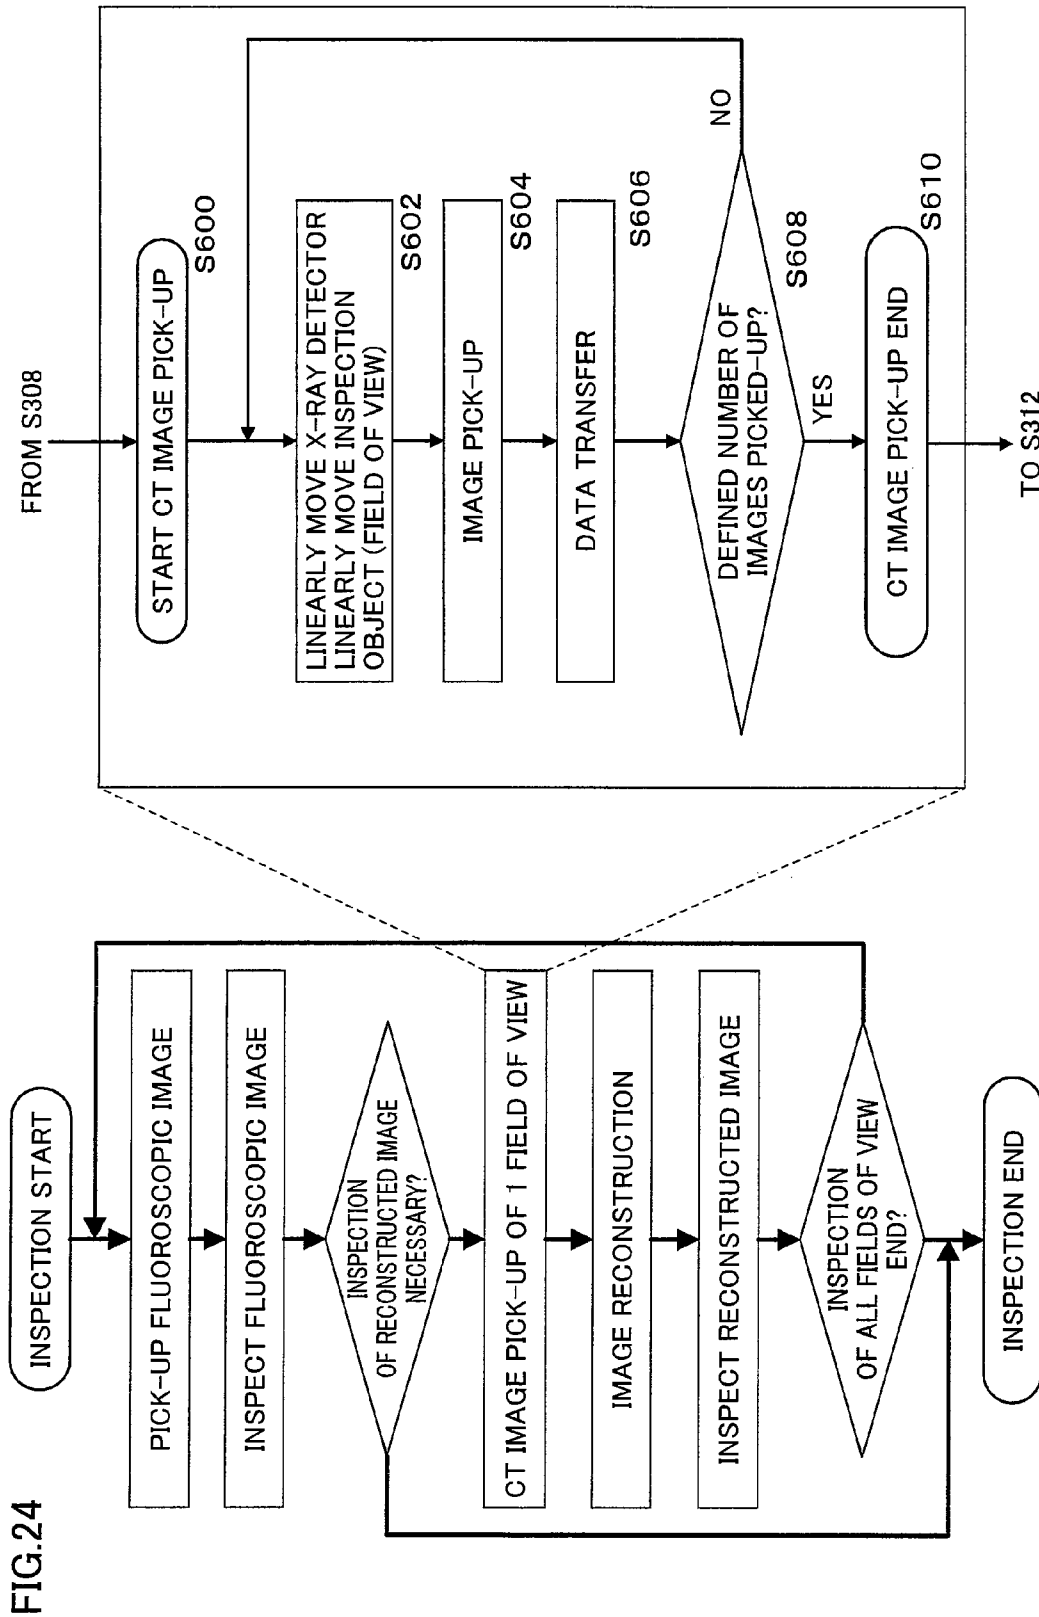 FIG.24
INSPECTION START
PICK-UP FLUOROSCOPIC IMAGE
INSPECT FLUOROSCOPIC IMAGE
INSPECTION
OF RECONSTRUCTED IMAGE
NECESSARY?
CT IMAGE PICK-UP OF 1 FIELD OF VIEW
IMAGE RECONSTRUCTION
INSPECT RECONSTRUCTED IMAGE
INSPECTION
OF ALL FIELDS OF VIEW
END?
INSPECTION END
FROM S308
START CT IMAGE PICK-UP
S600
LINEARLY MOVE X-RAY DETECTOR
LINEARLY MOVE INSPECTION
OBJECT (FIELD OF VIEW)
S602
IMAGE PICK-UP
S604
DATA TRANSFER
S606
DEFINED NUMBER OF
IMAGES PICKED-UP?
S608
NO
YES
CT IMAGE PICK-UP END
S610
TO S312